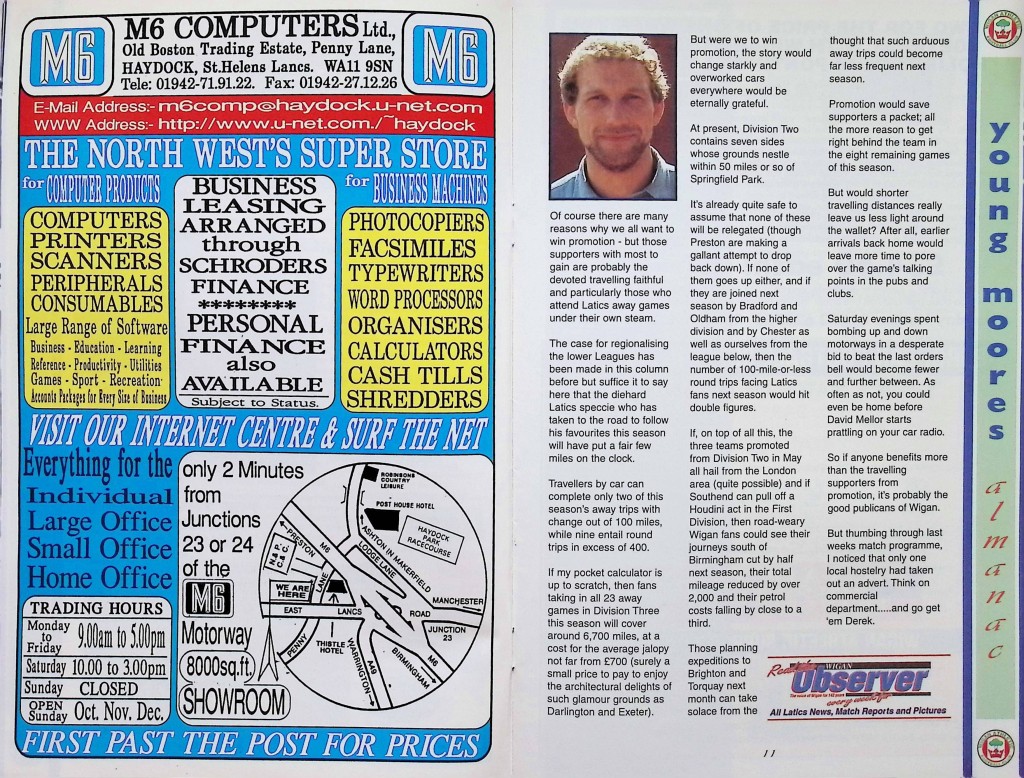 M6
M6 COMPUTERS Ltd.,
Old Boston Trading Estate, Penny Lane,
HAYDOCK, St.Helens Lancs. WA11 9SN
Tele: 01942-71.91.22. Fax: 01942-27.12.26
M6
E-Mail Address:- m6comp@haydock.u-net.com
WWW Address:- http://www.u-net.com./~haydock
THE NORTH WEST'S SUPER STORE
for COMPUTER PRODUCTS
COMPUTERS
PRINTERS
SCANNERS
PERIPHERALS
CONSUMABLES
Large Range of Software
Business - Education - Learning
Reference - Productivity - Utilities
Games - Sport - Recreation
Accounts Packages for Every Size of Business
BUSINESS
LEASING
ARRANGED
through
SCHRODERS
FINANCE
********
PERSONAL
FINANCE
also
AVAILABLE
Subject to Status.
for BUSINESS MACHINES
PHOTOCOPIERS
FACSIMILES
TYPEWRITERS
WORD PROCESSORS
ORGANISERS
CALCULATORS
CASH TILLS
SHREDDERS
VISIT OUR INTERNET CENTRE & SURF THE NET
Everything for the
Individual
Large Office
Small Office
Home Office
TRADING HOURS
Monday to Friday 9.00am to 5.00pm
Saturday 10.00 to 3.00pm
Sunday CLOSED
OPEN Sunday Oct. Nov. Dec.
only 2 Minutes
from
Junctions
23 or 24
of the
M6
Motorway
8000sq.ft.
SHOWROOM
ROBINSONS
COUNTRY
LEISURE
POST HOUSE HOTEL
HAYDOCK
PARK
RACECOURSE
ASHTON IN MAKERFIELD
LODGE LANE
PRESTON
M6
N.&P.
C.C.
WE ARE
HERE
LANE
EAST
LANCS
ROAD
MANCHESTER
JUNCTION
23
PENNY
THISTLE
HOTEL
WARRINGTON
A49
BIRMINGHAM
M6
FIRST PAST THE POST FOR PRICES
Of course there are many
reasons why we all want to
win promotion - but those
supporters with most to
gain are probably the
devoted travelling faithful
and particularly those who
attend Latics away games
under their own steam.
The case for regionalising
the lower Leagues has
been made in this column
before but suffice it to say
here that the diehard
Latics speccie who has
taken to the road to follow
his favourites this season
will have put a fair few
miles on the clock.
Travellers by car can
complete only two of this
season's away trips with
change out of 100 miles,
while nine entail round
trips in excess of 400.
If my pocket calculator is
up to scratch, then fans
taking in all 23 away
games in Division Three
this season will cover
around 6,700 miles, at a
cost for the average jalopy
not far from £700 (surely a
small price to pay to enjoy
the architectural delights of
such glamour grounds as
Darlington and Exeter).
But were we to win
promotion, the story would
change starkly and
overworked cars
everywhere would be
eternally grateful.
At present, Division Two
contains seven sides
whose grounds nestle
within 50 miles or so of
Springfield Park.
It's already quite safe to
assume that none of these
will be relegated (though
Preston are making a
gallant attempt to drop
back down). If none of
them goes up either, and if
they are joined next
season by Bradford and
Oldham from the higher
division and by Chester as
well as ourselves from the
league below, then the
number of 100-mile-or-less
round trips facing Latics
fans next season would hit
double figures.
If, on top of all this, the
three teams promoted
from Division Two in May
all hail from the London
area (quite possible) and if
Southend can pull off a
Houdini act in the First
Division, then road-weary
Wigan fans could see their
journeys south of
Birmingham cut by half
next season, their total
mileage reduced by over
2,000 and their petrol
costs falling by close to a
third.
Those planning
expeditions to
Brighton and
Torquay next
month can take
solace from the
thought that such arduous
away trips could become
far less frequent next
season.
Promotion would save
supporters a packet; all
the more reason to get
right behind the team in
the eight remaining games
of this season.
But would shorter
travelling distances really
leave us less light around
the wallet? After all, earlier
arrivals back home would
leave more time to pore
over the game's talking
points in the pubs and
clubs.
Saturday evenings spent
bombing up and down
motorways in a desperate
bid to beat the last orders
bell would become fewer
and further between. As
often as not, you could
even be home before
David Mellor starts
prattling on your car radio.
So if anyone benefits more
than the travelling
supporters from
promotion, it's probably the
good publicans of Wigan.
But thumbing through last
weeks match programme,
I noticed that only one
local hostelry had taken
out an advert. Think on
commercial
department.....and go get
'em Derek.
Read the WIGAN
Observer
every week for
All Latics News, Match Reports and Pictures
11
young moores
almanac